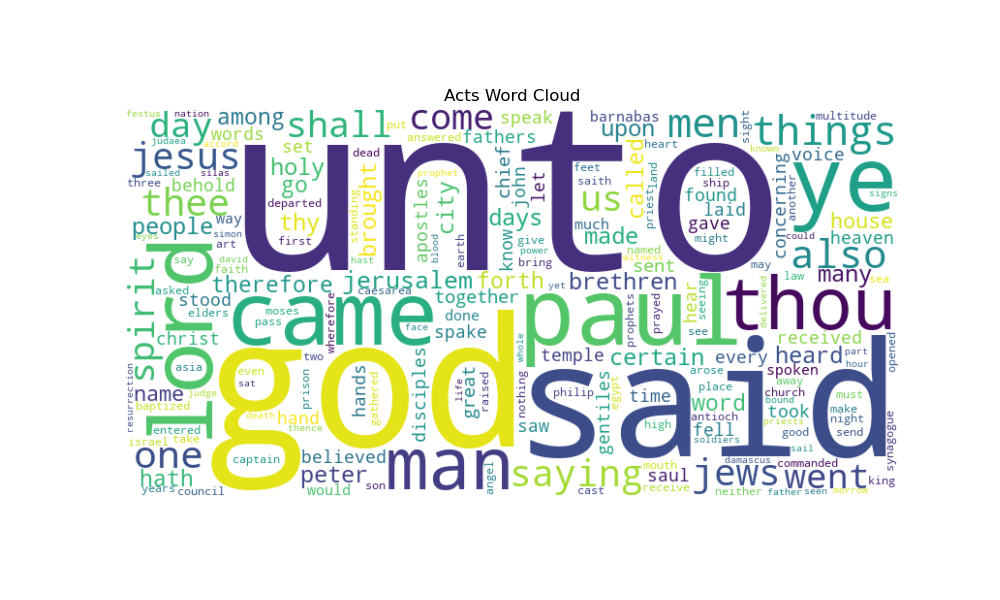 Acts Word Cloud
festus nation among come speak barnabas multitude
day shall put men things
judaea accord words set answered fathers upon sight heart known
jesus unto ye
sailed silas three holy dead brought prophet chief john let feet saith called filled voice
behold go departed standing apostles city us priest land ship found concerning another
thee thy days laid house signs
people way simon art first blood earth know give much made gave might could heaven
say eyes david faith hast power bring named sent witness may law also
spirit lord therefore jerusalem forth yet brethren hear seeing many sea
asked stood elders came caesarea together prophets prayed delivered thou
christ moses pass wherefore face done spake paul see received
asia two whole temple certain every heard part hour opened
resurrection name even sat prison hands gathered disciples life great raised nothing philip gentiles egypt time arose place spoken away church must
baptized judge god said word bound took make night
israel entered take hand death thence saw high fell antioch soldiers priests good send synagogue
one captain believed man angel saying mouth saul jews damascus sail commanded went
hath peter son would cast receive neither father seen morrow king
years council